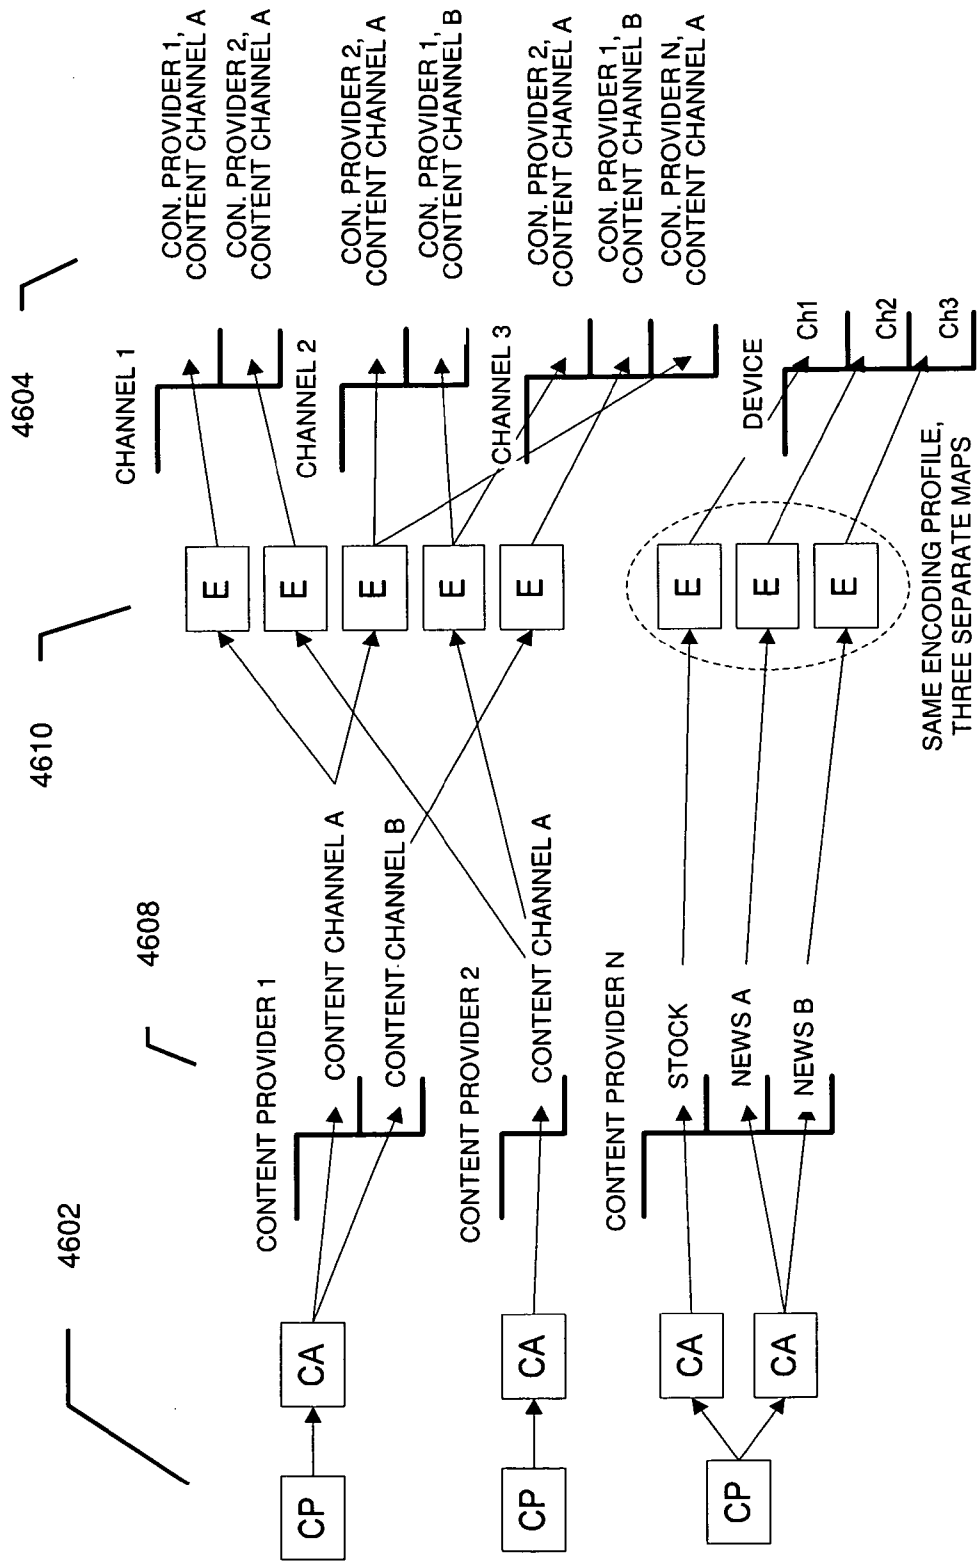 4602
4608
4610
4604
CP
CA
CONTENT PROVIDER 1
CONTENT CHANNEL A
CONTENT CHANNEL B
CP
CA
CONTENT PROVIDER 2
CONTENT CHANNEL A
CP
CA
CA
CONTENT PROVIDER N
STOCK
NEWS A
NEWS B
E
E
E
E
E
E
E
E
SAME ENCODING PROFILE,
THREE SEPARATE MAPS
CHANNEL 1
CON. PROVIDER 1,
CONTENT CHANNEL A
CON. PROVIDER 2,
CONTENT CHANNEL A
CHANNEL 2
CON. PROVIDER 2,
CONTENT CHANNEL A
CON. PROVIDER 1,
CONTENT CHANNEL B
CHANNEL 3
CON. PROVIDER 2,
CONTENT CHANNEL A
CON. PROVIDER 1,
CONTENT CHANNEL B
CON. PROVIDER N,
CONTENT CHANNEL A
DEVICE
Ch1
Ch2
Ch3